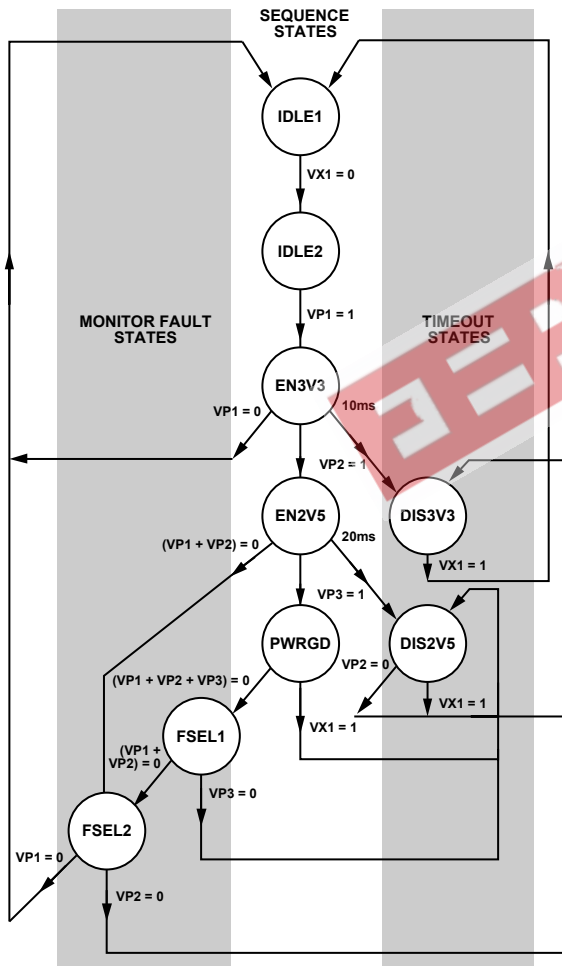 SEQUENCE
STATES
IDLE1
VX1 = 0
IDLE2
VP1 = 1
MONITOR FAULT
STATES
TIMEOUT
STATES
EN3V3
VP1 = 0
10ms
VP2 = 1
EN2V5
DIS3V3
(VP1 + VP2) = 0
20ms
VX1 = 1
VP3 = 1
PWRGD
DIS2V5
VP2 = 0
(VP1 + VP2 + VP3) = 0
VX1 = 1
VX1 = 1
FSEL1
(VP1 +
VP2) = 0
VP3 = 0
FSEL2
VP1 = 0
VP2 = 0